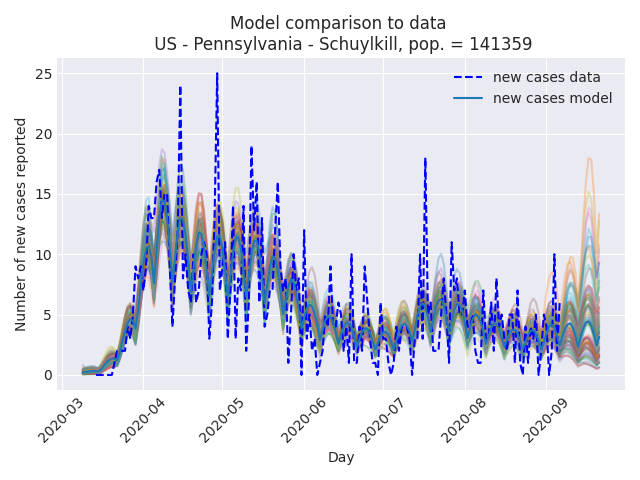 Model comparison to data
US - Pennsylvania - Schuylkill, pop. = 141359
new cases data
new cases model
Number of new cases reported
25
20
15
10
5
0
2020-03
2020-04
2020-05
2020-06
2020-07
2020-08
2020-09
Day